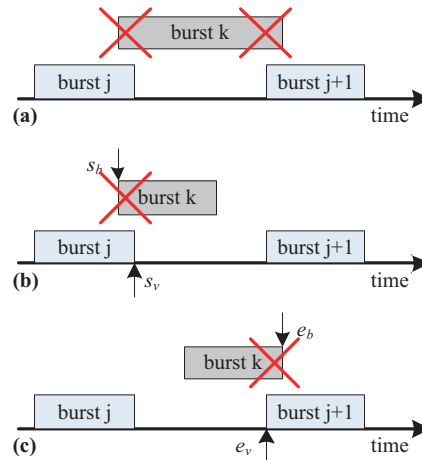 burst k
burst j
burst j+1
(a)
time
s_b
burst k
burst j
burst j+1
(b)
s_v
time
e_b
burst k
burst j
burst j+1
(c)
e_v
time